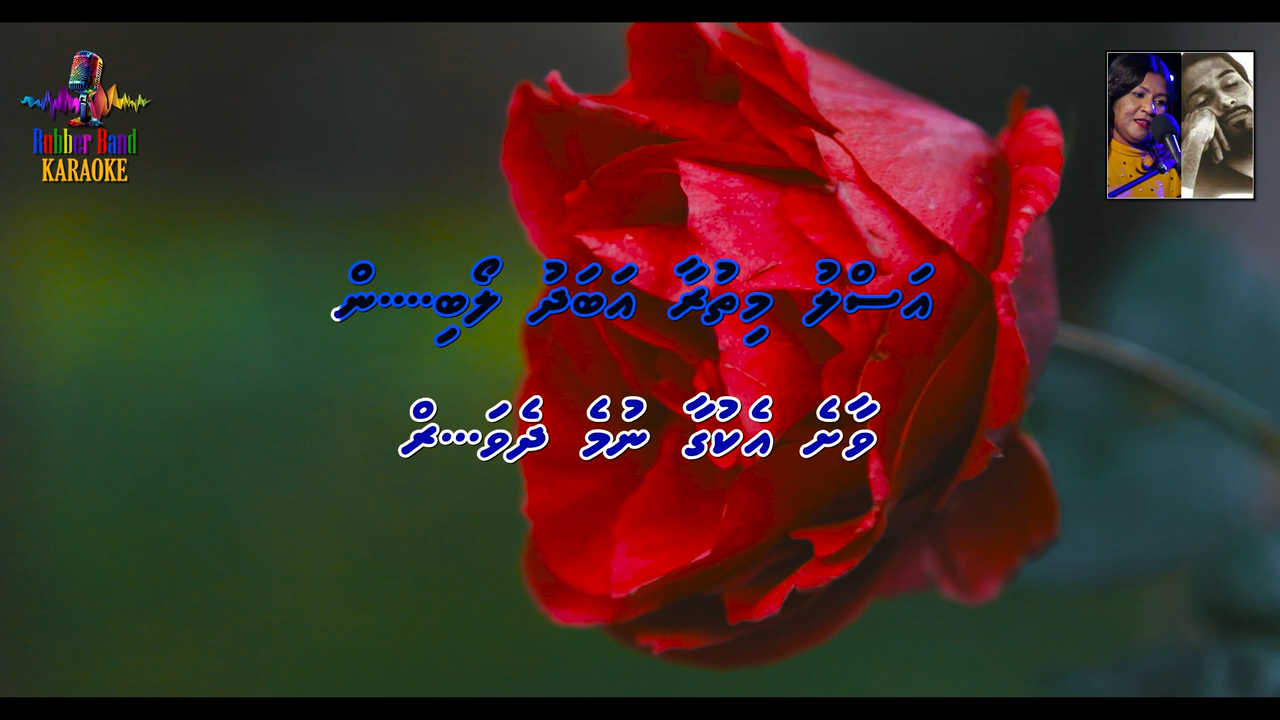 Rubber Band
KARAOKE
އަސްލު މިތުރާ އަބަދު ލޯބި....ން
ވާށެ އެކުގާ ނުމެ ދެވަ...ރް